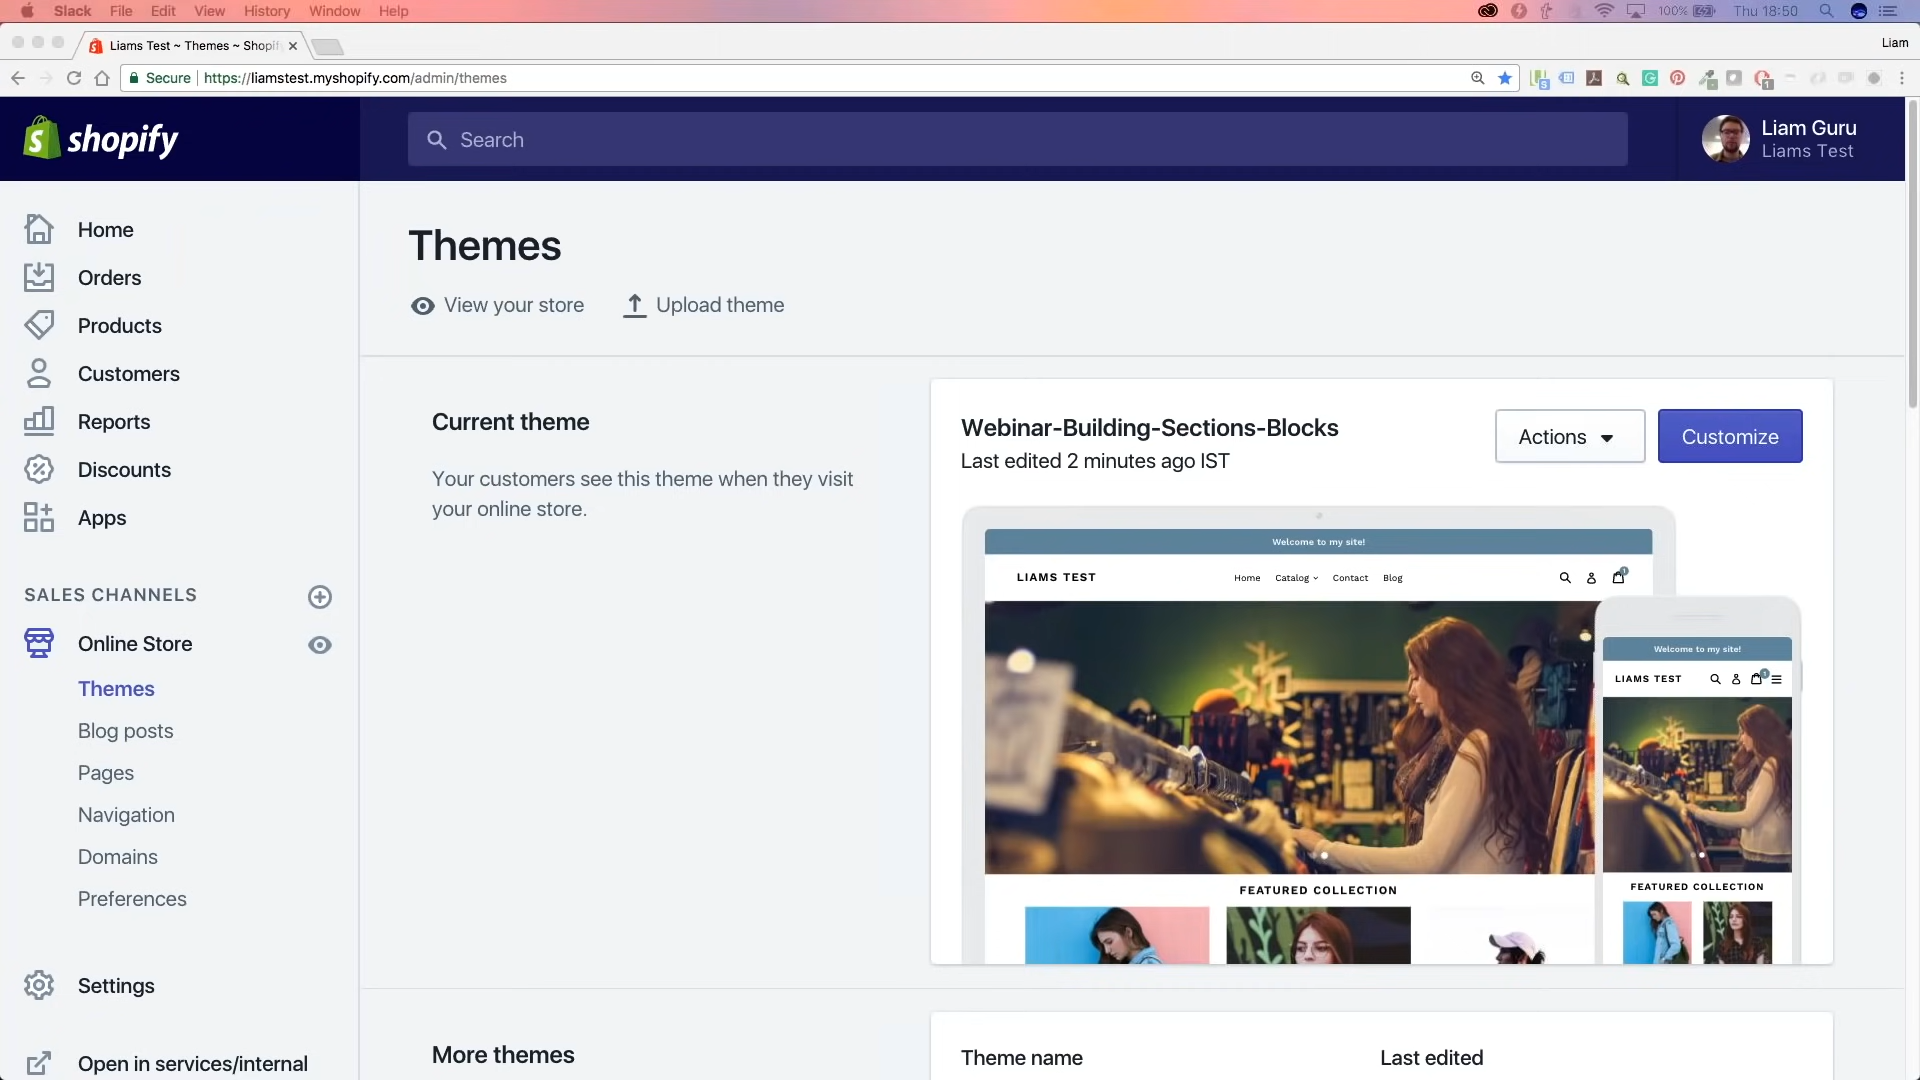 Slack File Edit View History Window Help
100% Thu 18:50
Liams Test ~ Themes ~ Shopif
Liam
Secure https://liamstest.myshopify.com/admin/themes
shopify
Search
Liam Guru
Liams Test
Home
Orders
Products
Customers
Reports
Discounts
Apps
SALES CHANNELS
Online Store
Themes
Blog posts
Pages
Navigation
Domains
Preferences
Settings
Open in services/internal
Themes
View your store Upload theme
Current theme
Your customers see this theme when they visit
your online store.
Webinar-Building-Sections-Blocks
Last edited 2 minutes ago IST
Actions
Customize
Welcome to my site!
LIAMS TEST Home Catalog Contact Blog
FEATURED COLLECTION
Welcome to my site!
LIAMS TEST
FEATURED COLLECTION
More themes
Theme name Last edited